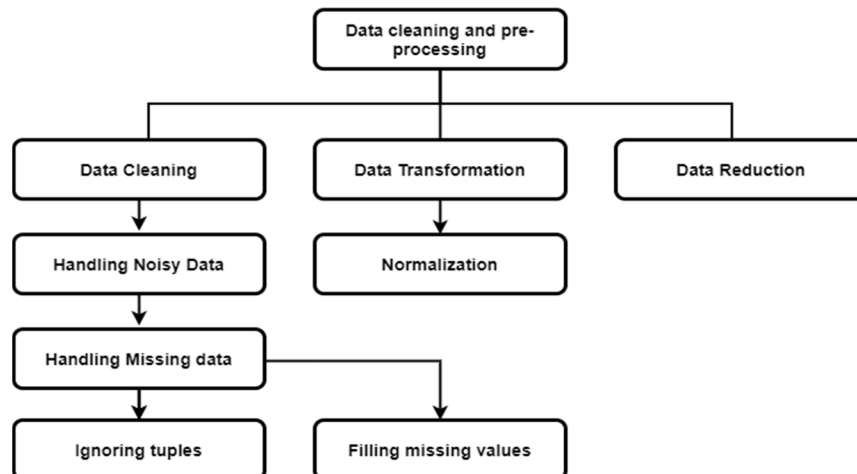 Data cleaning and pre-
processing
Data Cleaning
Data Transformation
Data Reduction
Handling Noisy Data
Normalization
Handling Missing data
Ignoring tuples
Filling missing values